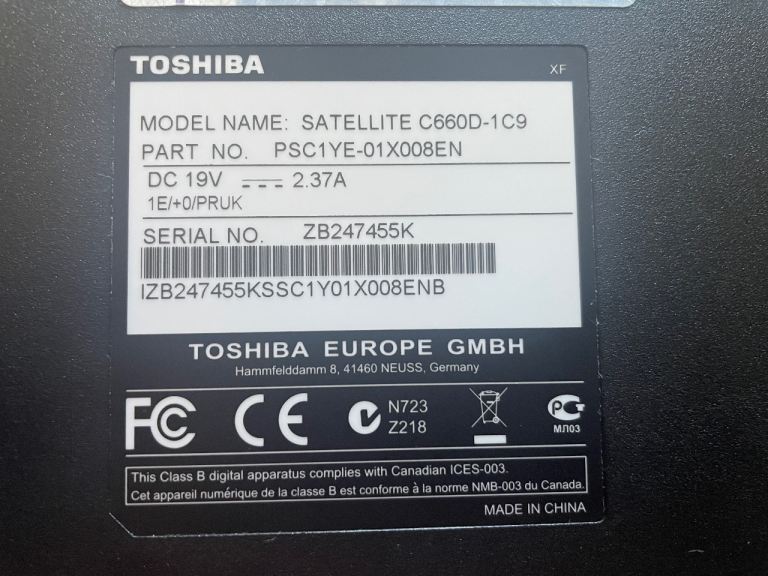 TOSHIBA
XF
MODEL NAME: SATELLITE C660D-1C9
PART NO. PSC1YE-01X008EN
DC 19V 2.37A
1E/+0/PRUK
SERIAL NO. ZB247455K
IZB247455KSSC1Y01X008ENB
TOSHIBA EUROPE GMBH
Hammfelddamm 8, 41460 NEUSS, Germany
FC CE N723
Z218
PG
МЛ03
This Class B digital apparatus complies with Canadian ICES-003.
Cet appareil numérique de la classe B est conforme à la norme NMB-003 du Canada.
MADE IN CHINA